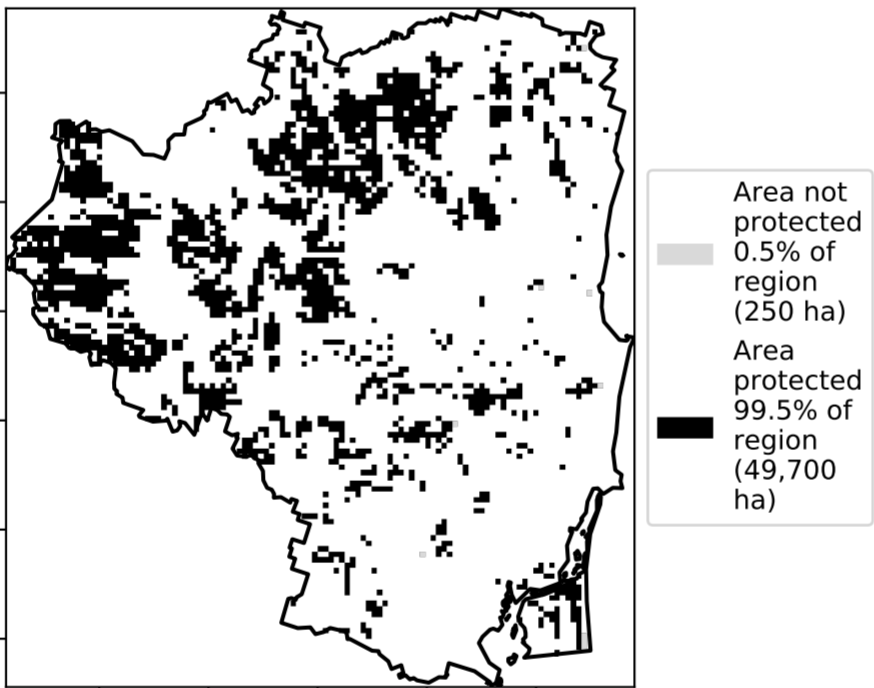 Area not
protected
0.5% of
region
(250 ha)
Area
protected
99.5% of
region
(49,700
ha)